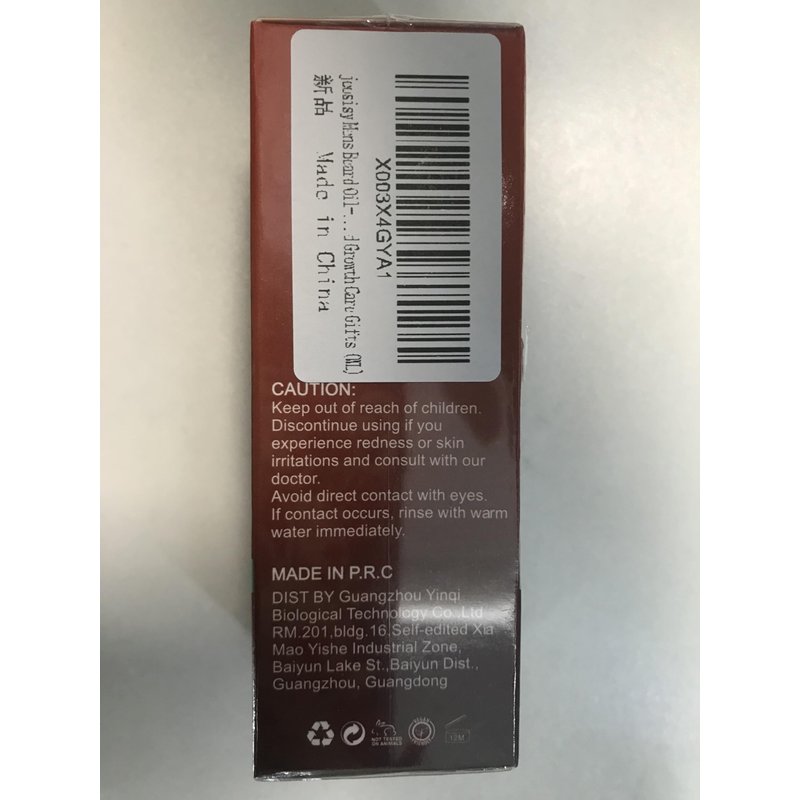 X003X4GYA1
jousisy Mens Beard Oil-...d Growth Care Gifts (WL)
新品 Made in China
CAUTION:
Keep out of reach of children.
Discontinue using if you
experience redness or skin
irritations and consult with our
doctor.
Avoid direct contact with eyes.
If contact occurs, rinse with warm
water immediately.
MADE IN P.R.C
DIST BY Guangzhou Yinqi
Biological Technology Co.,Ltd
RM.201,bldg.16,Self-edited Xia
Mao Yishe Industrial Zone,
Baiyun Lake St.,Baiyun Dist.,
Guangzhou, Guangdong
NOT TESTED
ON ANIMALS
12M